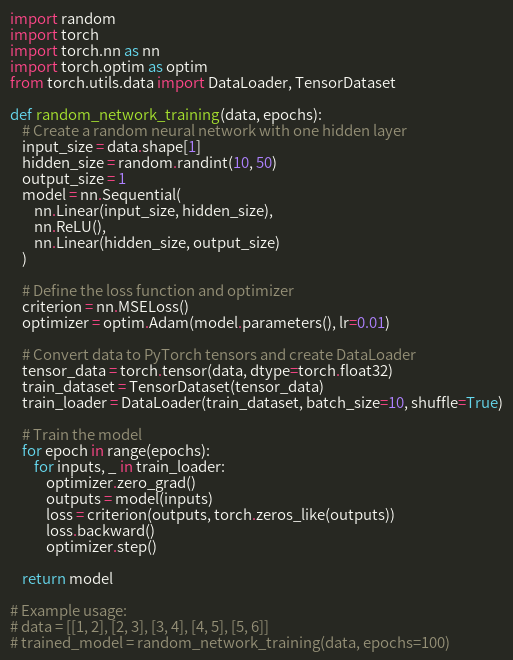 import random
import torch
import torch.nn as nn
import torch.optim as optim
from torch.utils.data import DataLoader, TensorDataset

def random_network_training(data, epochs):
    # Create a random neural network with one hidden layer
    input_size = data.shape[1]
    hidden_size = random.randint(10, 50)
    output_size = 1
    model = nn.Sequential(
        nn.Linear(input_size, hidden_size),
        nn.ReLU(),
        nn.Linear(hidden_size, output_size)
    )

    # Define the loss function and optimizer
    criterion = nn.MSELoss()
    optimizer = optim.Adam(model.parameters(), lr=0.01)

    # Convert data to PyTorch tensors and create DataLoader
    tensor_data = torch.tensor(data, dtype=torch.float32)
    train_dataset = TensorDataset(tensor_data)
    train_loader = DataLoader(train_dataset, batch_size=10, shuffle=True)

    # Train the model
    for epoch in range(epochs):
        for inputs, _ in train_loader:
            optimizer.zero_grad()
            outputs = model(inputs)
            loss = criterion(outputs, torch.zeros_like(outputs))
            loss.backward()
            optimizer.step()

    return model

# Example usage:
# data = [[1, 2], [2, 3], [3, 4], [4, 5], [5, 6]]
# trained_model = random_network_training(data, epochs=100)